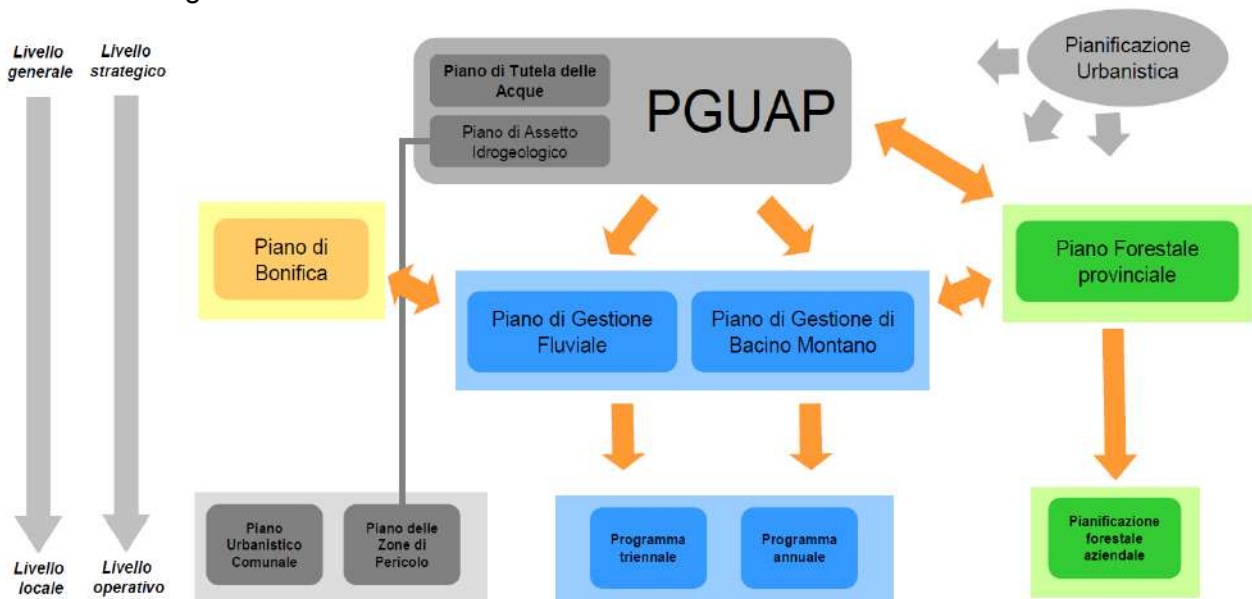 g
Livello
generale
Livello
strategico
Piano di Tutela delle
Acque
Piano di Assetto
Idrogeologico
PGUAP
Pianificazione
Urbanistica
Piano di
Bonifica
Piano Forestale
provinciale
Piano di Gestione
Fluviale
Piano di Gestione di
Bacino Montano
Piano
Urbanistico
Comunale
Piano delle
Zone di
Pericolo
Programma
triennale
Programma
annuale
Pianificazione
forestale
aziendale
Livello
locale
Livello
operativo